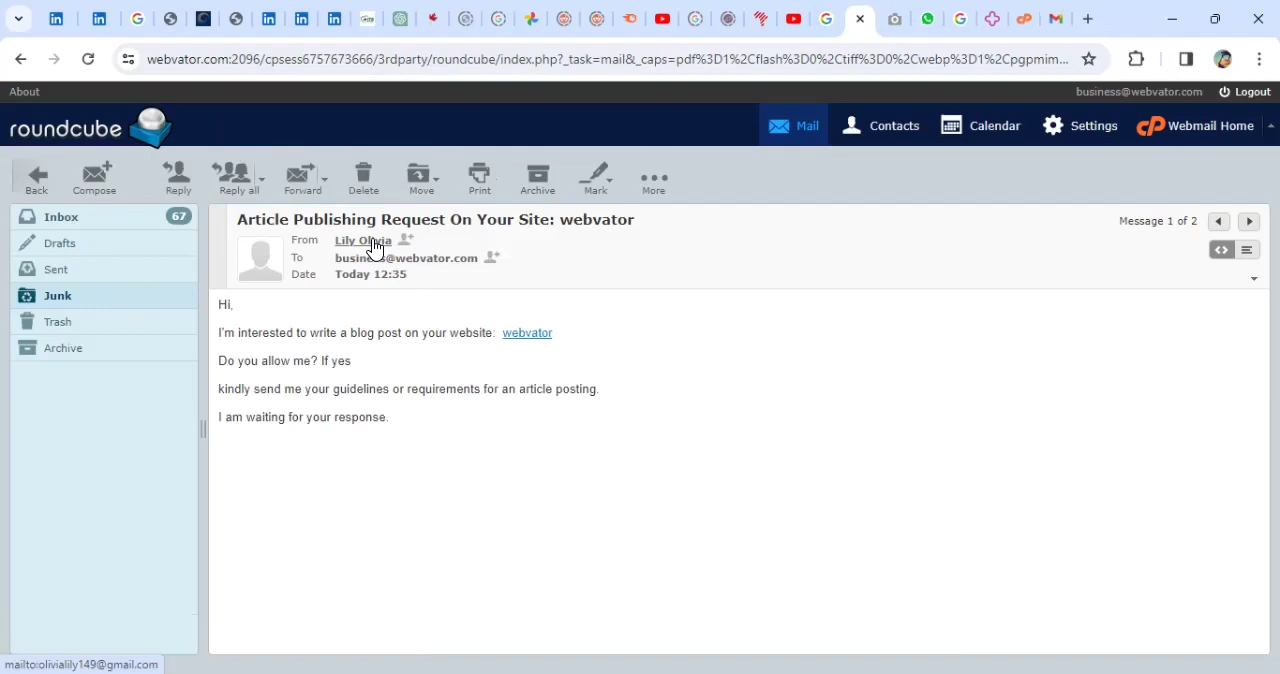 webvator.com:2096/cpsess6757673666/3rdparty/roundcube/index.php?_task=mail&_caps=pdf%3D1%2Cflash%3D0%2Ctiff%3D0%2Cwebp%3D1%2Cpgpmim...
About
business@webvator.com Logout
roundcube
Mail Contacts Calendar Settings cP Webmail Home
Back Compose Reply Reply all Forward Delete Move Print Archive Mark More
Inbox 67
Drafts
Sent
Junk
Trash
Archive
Article Publishing Request On Your Site: webvator
Message 1 of 2
From Lily Olivia
To business@webvator.com
Date Today 12:35
Hi,
I'm interested to write a blog post on your website: webvator
Do you allow me? If yes
kindly send me your guidelines or requirements for an article posting.
I am waiting for your response.
mailto:olivialily149@gmail.com